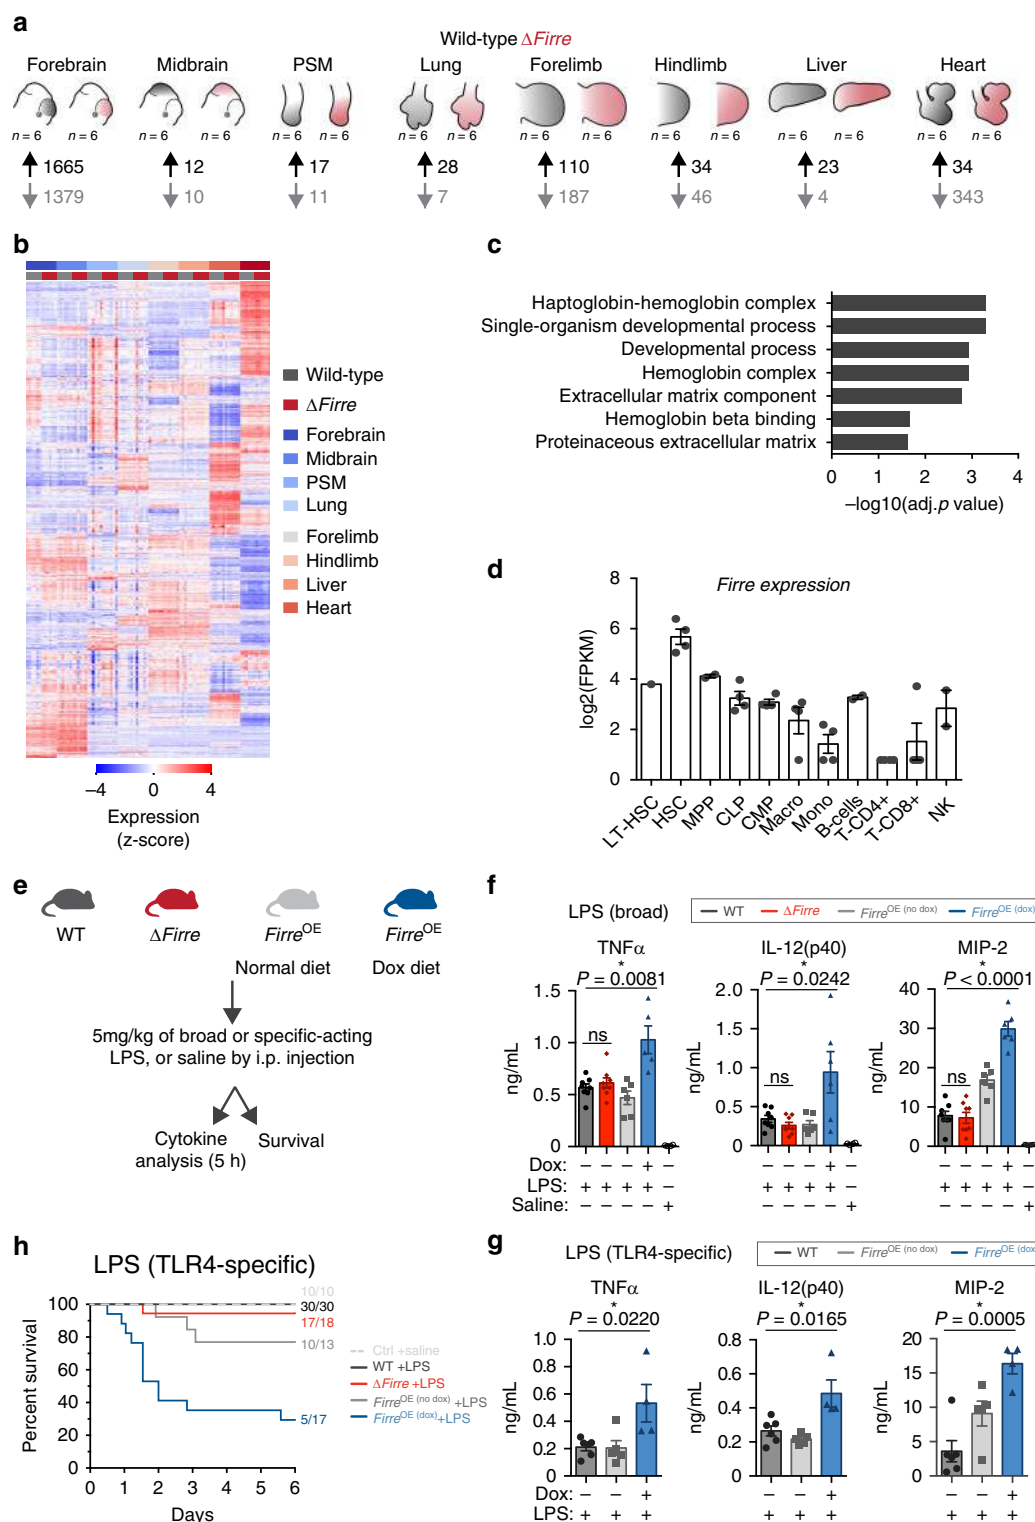 a
Wild-type ΔFirre
Forebrain Midbrain PSM Lung Forelimb Hindlimb Liver Heart
n = 6 n = 6 n = 6 n = 6 n = 6 n = 6 n = 6 n = 6 n = 6 n = 6 n = 6 n = 6 n = 6 n = 6 n = 6 n = 6
1665 12 17 28 110 34 23 34
1379 10 11 7 187 46 4 343
b
Wild-type
ΔFirre
Forebrain
Midbrain
PSM
Lung
Forelimb
Hindlimb
Liver
Heart
−4 0 4
Expression
(z-score)
c
Haptoglobin-hemoglobin complex
Single-organism developmental process
Developmental process
Hemoglobin complex
Extracellular matrix component
Hemoglobin beta binding
Proteinaceous extracellular matrix
0 1 2 3 4
−log10(adj.p value)
d
Firre expression
log2(FPKM)
8
6
4
2
0
LT-HSC HSC MPP CLP CMP Macro Mono B-cells T-CD4+ T-CD8+ NK
e
WT ΔFirre FirreOE FirreOE
Normal diet Dox diet
5mg/kg of broad or specific-acting
LPS, or saline by i.p. injection
Cytokine Survival
analysis (5 h)
f
LPS (broad)
WT ΔFirre FirreOE (no dox) FirreOE (dox)
TNFα IL-12(p40) MIP-2
* * *
P = 0.0081 P = 0.0242 P < 0.0001
ng/mL
1.5
1.0
0.5
0
ns
ng/mL
2.0
1.5
1.0
0.5
0
ns
ng/mL
40
30
20
10
0
ns
Dox: − − − + − − − − + − − − − + −
LPS: + + + + − + + + + − + + + + −
Saline: − − − − + − − − − + − − − − +
h
LPS (TLR4-specific)
Percent survival
100
80
60
40
20
0
0 1 2 3 4 5 6
Days
10/10
30/30
17/18
10/13
5/17
Ctrl +saline
WT +LPS
ΔFirre +LPS
FirreOE (no dox) +LPS
FirreOE (dox)+LPS
g
LPS (TLR4-specific)
WT FirreOE (no dox) FirreOE (dox)
TNFα IL-12(p40) MIP-2
* * *
P = 0.0220 P = 0.0165 P = 0.0005
ng/mL
1.0
0.8
0.6
0.4
0.2
0
ng/mL
0.8
0.6
0.4
0.2
0
ng/mL
20
15
10
5
0
Dox: − − + − − + − − +
LPS: + + + + + + + + +